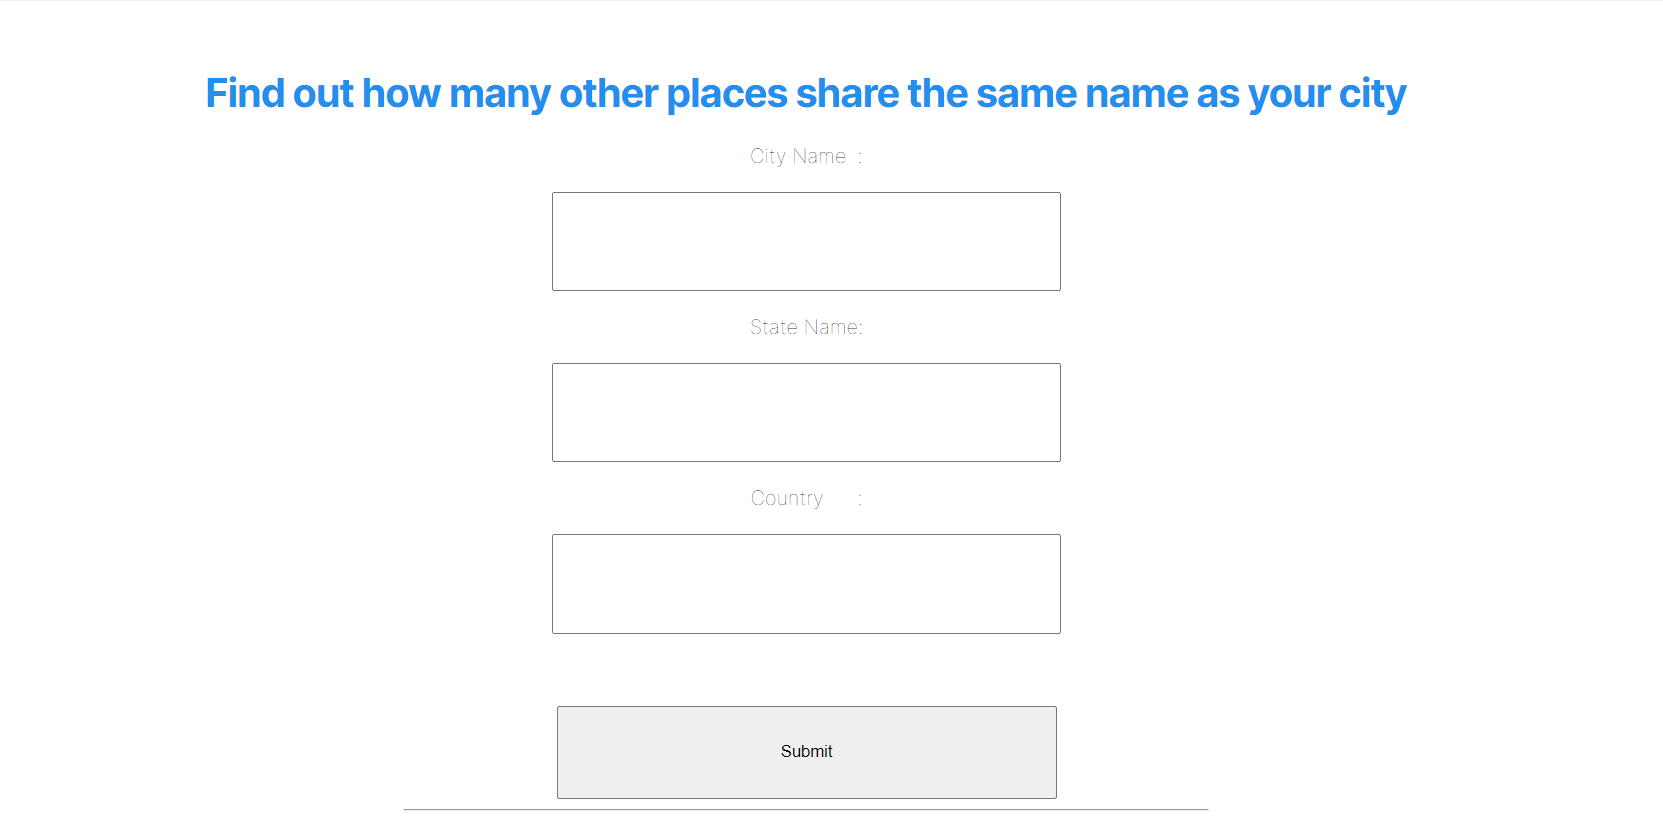 Find out how many other places share the same name as your city
City Name :
State Name:
Country :
Submit